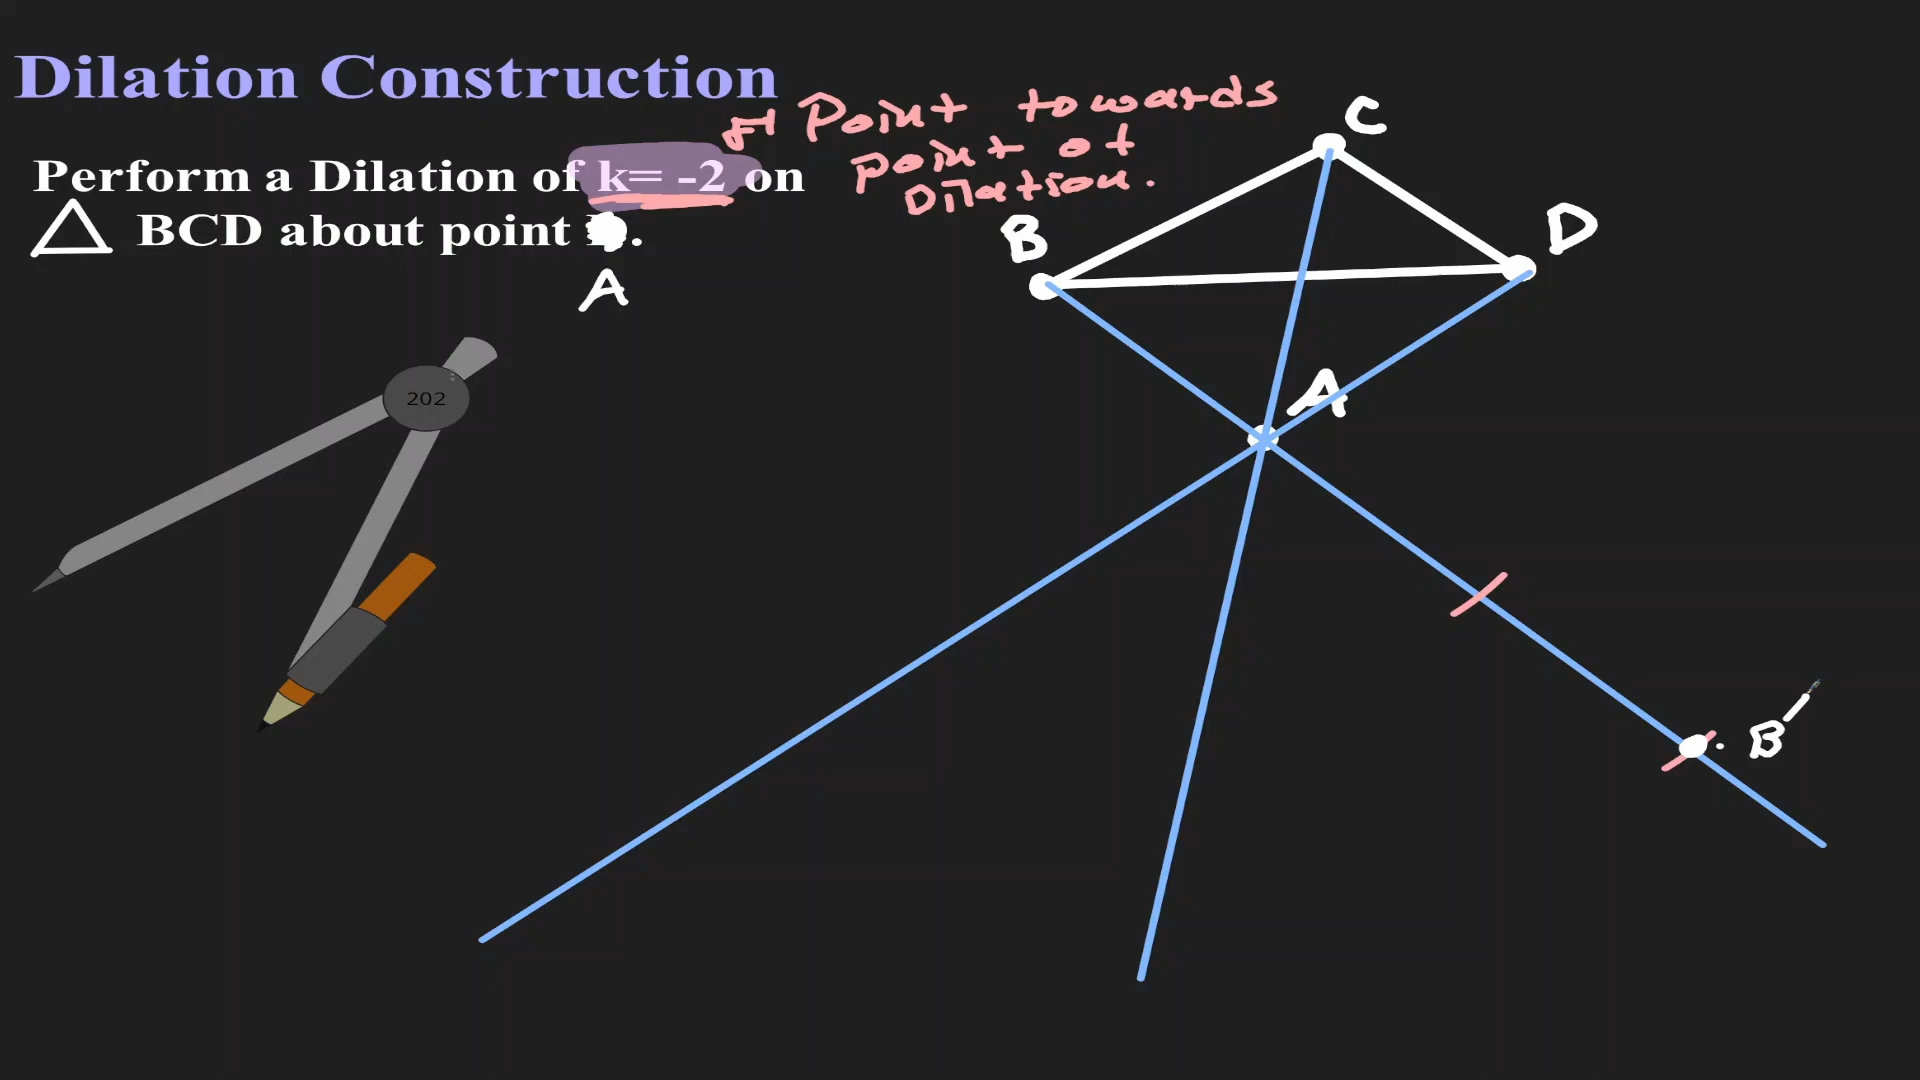 Dilation Construction
Perform a Dilation of k= -2 on
△ BCD about point .
A
Point towards
point of
Dilation.
C
B
D
A
202
B'